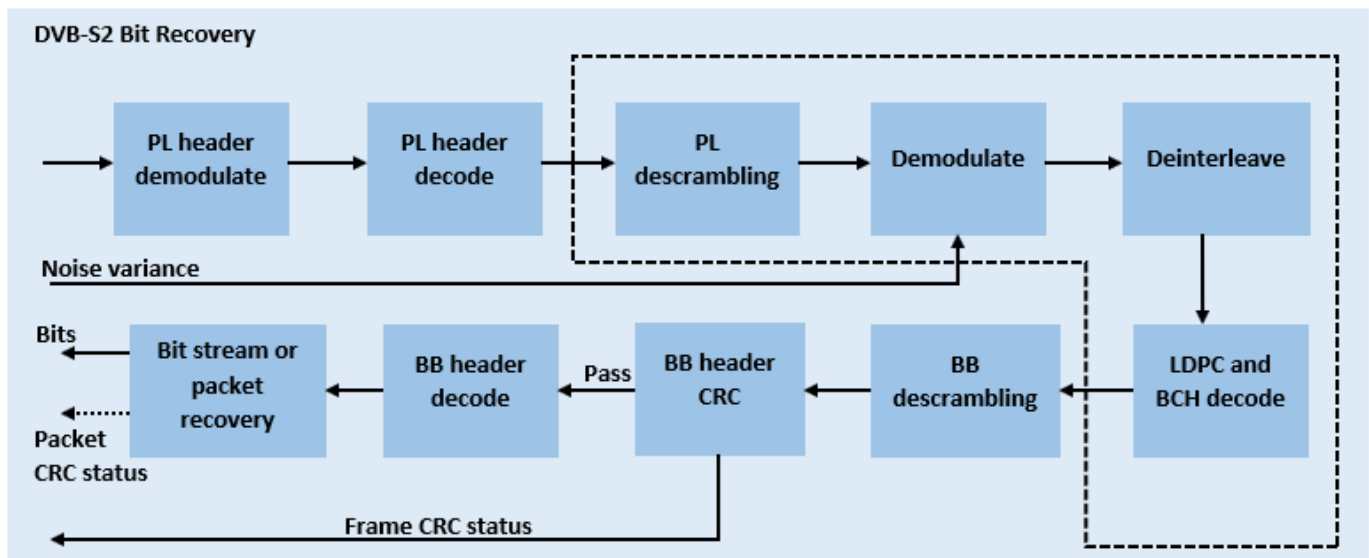 DVB-S2 Bit Recovery
PL header
demodulate
PL header
decode
PL
descrambling
Demodulate
Deinterleave
Noise variance
Bits
Packet
CRC status
Bit stream or
packet
recovery
BB header
decode
Pass
BB header
CRC
BB
descrambling
LDPC and
BCH decode
Frame CRC status